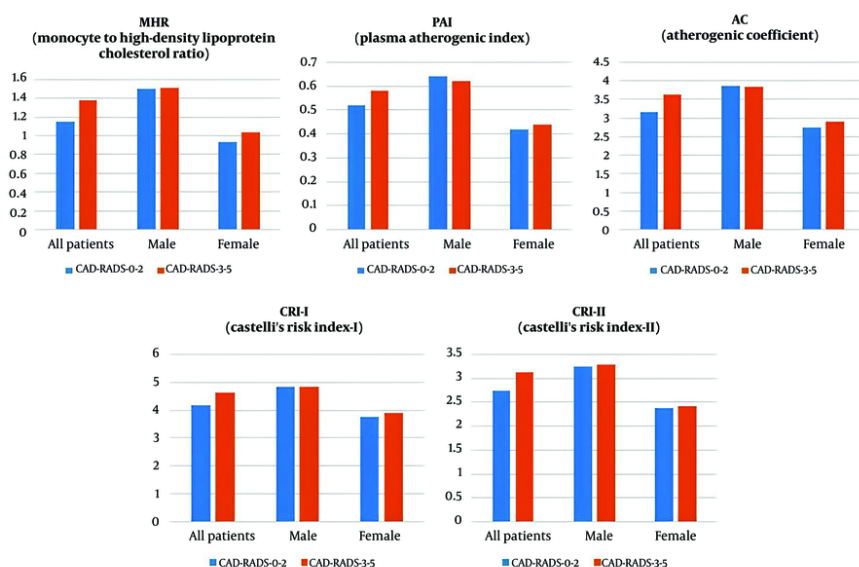 MHR
(monocyte to high-density lipoprotein
cholesterol ratio)
1.6
1.4
1.2
1
0.8
0.6
0.4
0.2
0
All patients Male Female
CAD-RADS-0-2 CAD-RADS-3-5
PAI
(plasma atherogenic index)
0.7
0.6
0.5
0.4
0.3
0.2
0.1
0
All patients Male Female
CAD-RADS-0-2 CAD-RADS-3-5
AC
(atherogenic coefficient)
4.5
4
3.5
3
2.5
2
1.5
1
0.5
0
All patients Male Female
CAD-RADS-0-2 CAD-RADS-3-5
CRI-I
(castelli's risk index-I)
6
5
4
3
2
1
0
All patients Male Female
CAD-RADS-0-2 CAD-RADS-3-5
CRI-II
(castelli's risk index-II)
3.5
3
2.5
2
1.5
1
0.5
0
All patients Male Female
CAD-RADS-0-2 CAD-RADS-3-5